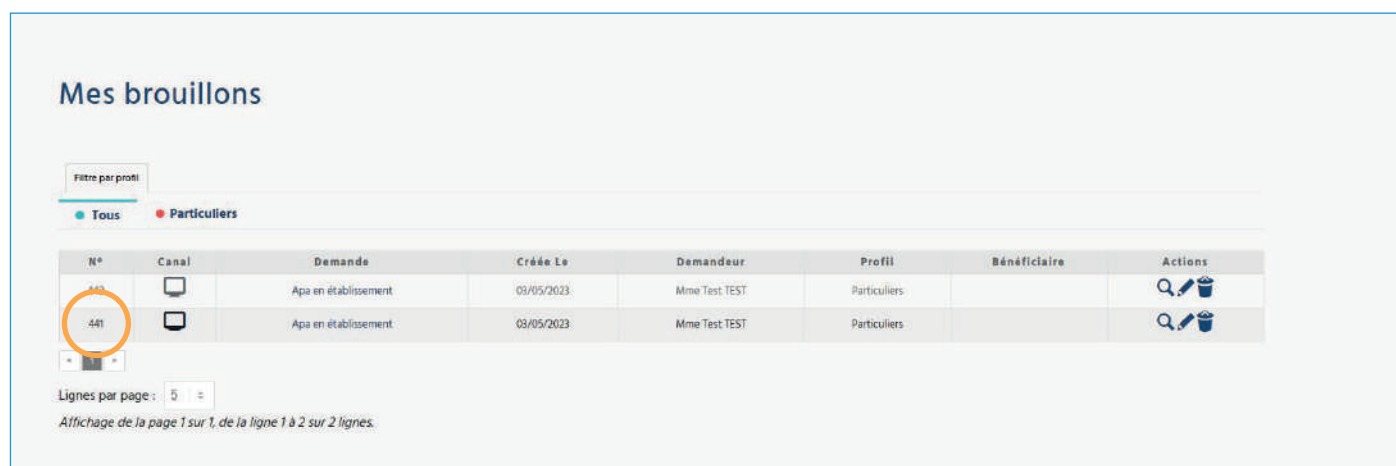 Mes brouillons
Filtre par profil
Tous Particuliers
N° Canal Demande Créée Le Demandeur Profil Bénéficiaire Actions
Apa en établissement 03/05/2023 Mme Test TEST Particuliers
441 Apa en établissement 03/05/2023 Mme Test TEST Particuliers
« 1 »
Lignes par page : 5
Affichage de la page 1 sur 1, de la ligne 1 à 2 sur 2 lignes.